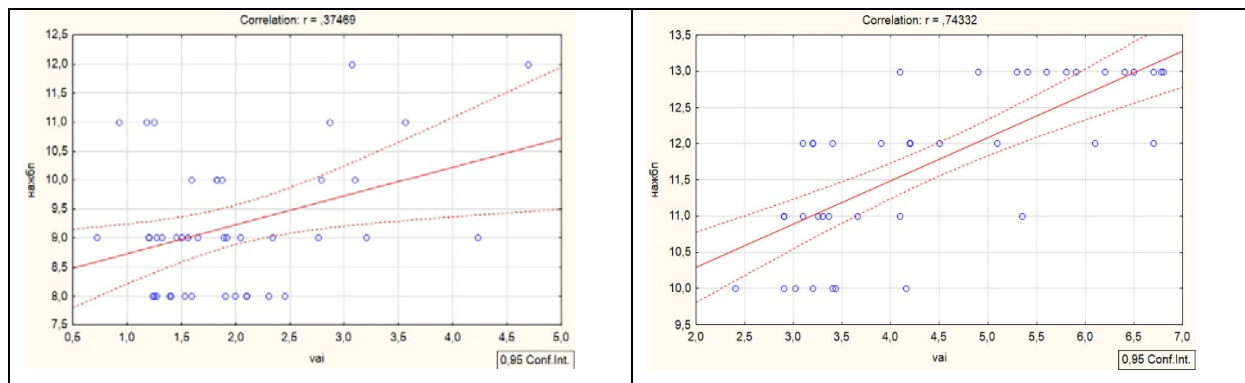 Correlation: r = ,37469
12,5
12,0
11,5
11,0
10,5
10,0
9,5
9,0
8,5
8,0
7,5
нажбп
0,5 1,0 1,5 2,0 2,5 3,0 3,5 4,0 4,5 5,0
vai
0,95 Conf.Int.
Correlation: r = ,74332
13,5
13,0
12,5
12,0
11,5
11,0
10,5
10,0
9,5
нажбп
2,0 2,5 3,0 3,5 4,0 4,5 5,0 5,5 6,0 6,5 7,0
vai
0,95 Conf.Int.